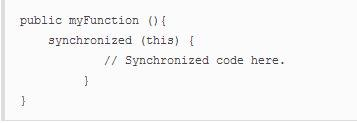 public myFunction (){
synchronized (this) {
// Synchronized code here.
}
}